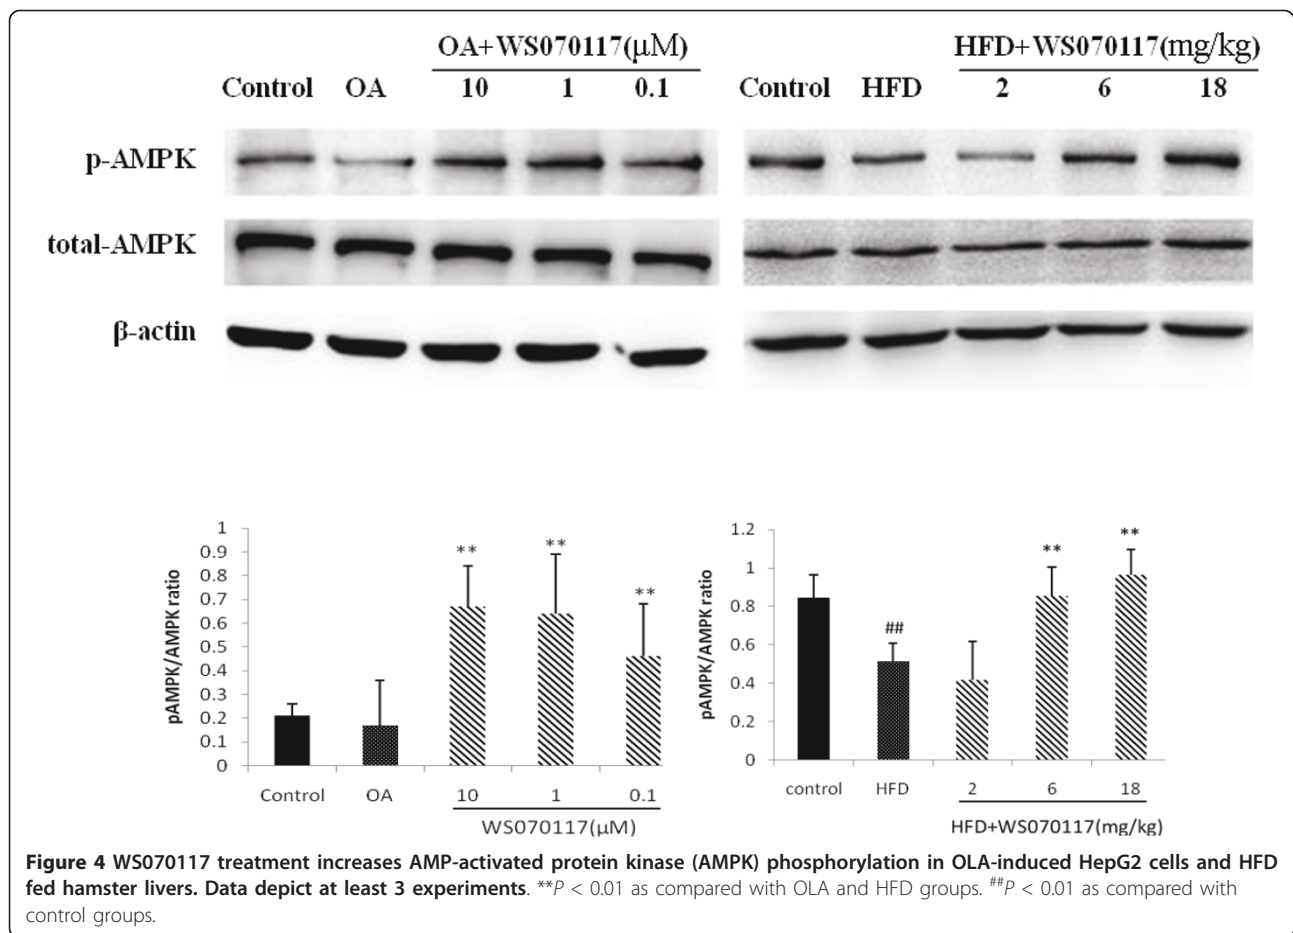 OA+WS070117(μM)
HFD+WS070117(mg/kg)
Control OA 10 1 0.1
Control HFD 2 6 18
p-AMPK
total-AMPK
β-actin
pAMPK/AMPK ratio
1
0.9
0.8
0.7
0.6
0.5
0.4
0.3
0.2
0.1
0
** ** **
Control OA 10 1 0.1
WS070117(μM)
pAMPK/AMPK ratio
1.2
1
0.8
0.6
0.4
0.2
0
## ** **
control HFD 2 6 18
HFD+WS070117(mg/kg)
Figure 4 WS070117 treatment increases AMP-activated protein kinase (AMPK) phosphorylation in OLA-induced HepG2 cells and HFD
fed hamster livers. Data depict at least 3 experiments. **P < 0.01 as compared with OLA and HFD groups. ##P < 0.01 as compared with
control groups.